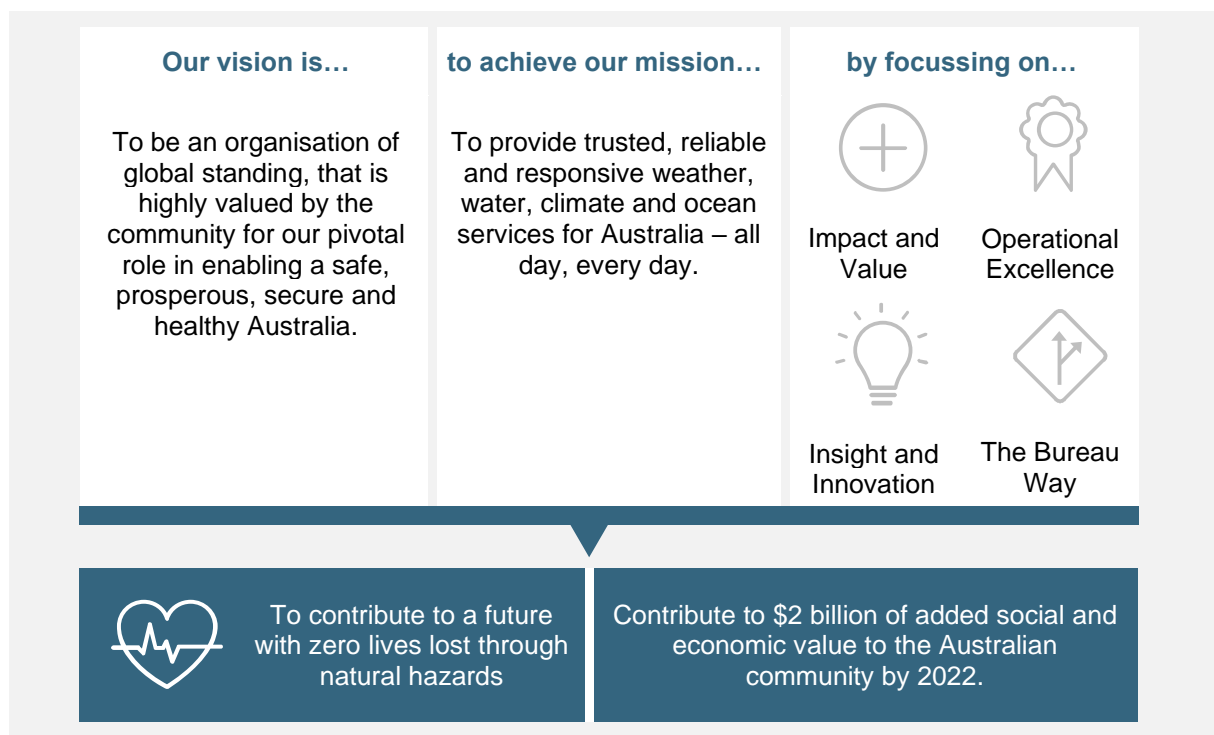 Our vision is…
To be an organisation of
global standing, that is
highly valued by the
community for our pivotal
role in enabling a safe,
prosperous, secure and
healthy Australia.
to achieve our mission…
To provide trusted, reliable
and responsive weather,
water, climate and ocean
services for Australia – all
day, every day.
by focussing on…
Impact and
Value
Operational
Excellence
Insight and
Innovation
The Bureau
Way
To contribute to a future
with zero lives lost through
natural hazards
Contribute to $2 billion of added social and
economic value to the Australian
community by 2022.